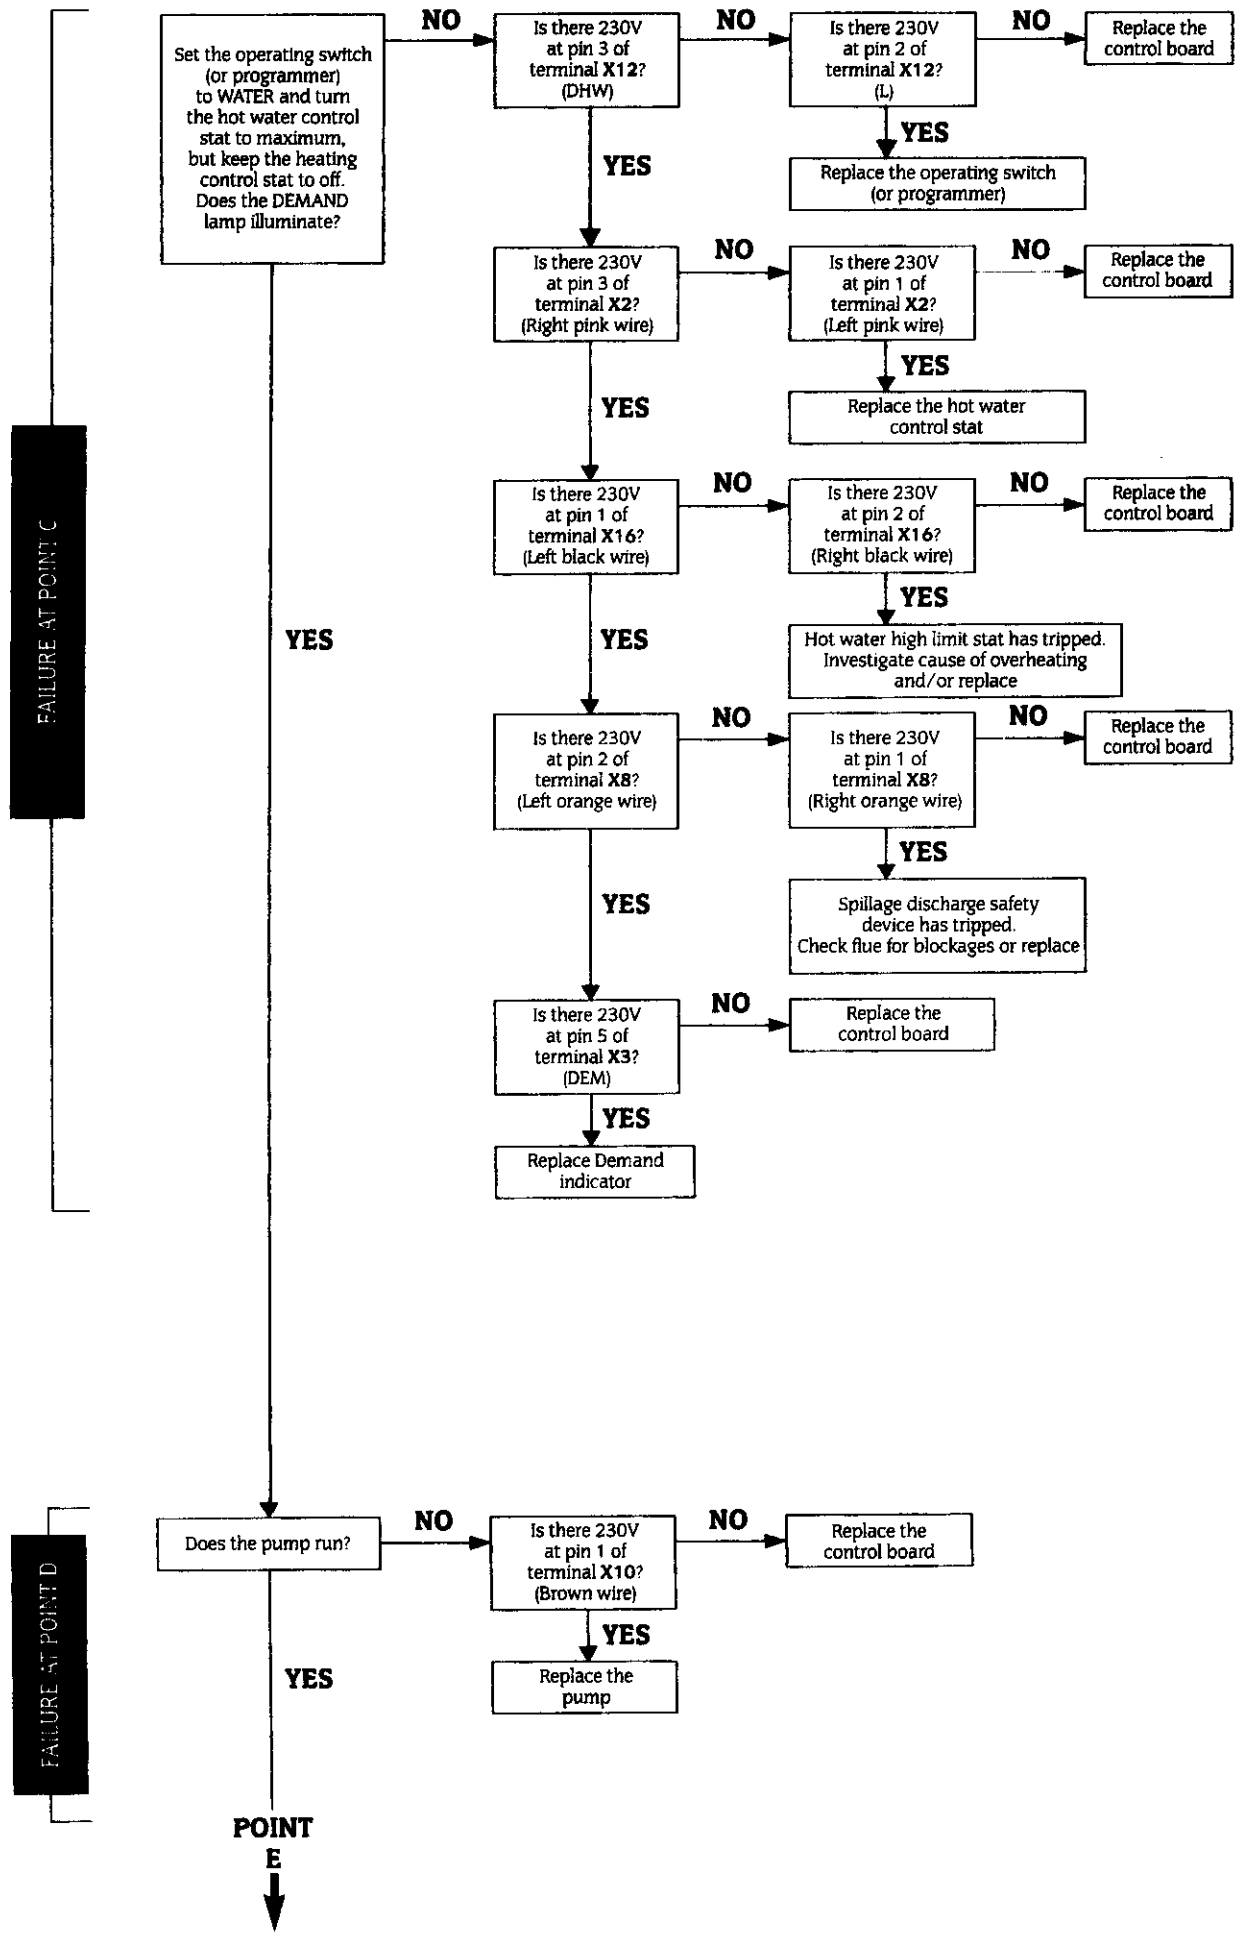 Set the operating switch
(or programmer)
to WATER and turn
the hot water control
stat to maximum,
but keep the heating
control stat to off.
Does the DEMAND
lamp illuminate?
NO
Is there 230V
at pin 3 of
terminal X12?
(DHW)
NO
Is there 230V
at pin 2 of
terminal X12?
(L)
NO
Replace the
control board
YES
Replace the operating switch
(or programmer)
YES
Is there 230V
at pin 3 of
terminal X2?
(Right pink wire)
NO
Is there 230V
at pin 1 of
terminal X2?
(Left pink wire)
NO
Replace the
control board
YES
Replace the hot water
control stat
YES
Is there 230V
at pin 1 of
terminal X16?
(Left black wire)
NO
Is there 230V
at pin 2 of
terminal X16?
(Right black wire)
NO
Replace the
control board
YES
Hot water high limit stat has tripped.
Investigate cause of overheating
and/or replace
YES
Is there 230V
at pin 2 of
terminal X8?
(Left orange wire)
NO
Is there 230V
at pin 1 of
terminal X8?
(Right orange wire)
NO
Replace the
control board
YES
Spillage discharge safety
device has tripped.
Check flue for blockages or replace
YES
Is there 230V
at pin 5 of
terminal X3?
(DEM)
NO
Replace the
control board
YES
Replace Demand
indicator
FAILURE AT POINT C
YES
Does the pump run?
NO
Is there 230V
at pin 1 of
terminal X10?
(Brown wire)
NO
Replace the
control board
YES
Replace the
pump
FAILURE AT POINT D
YES
POINT
E